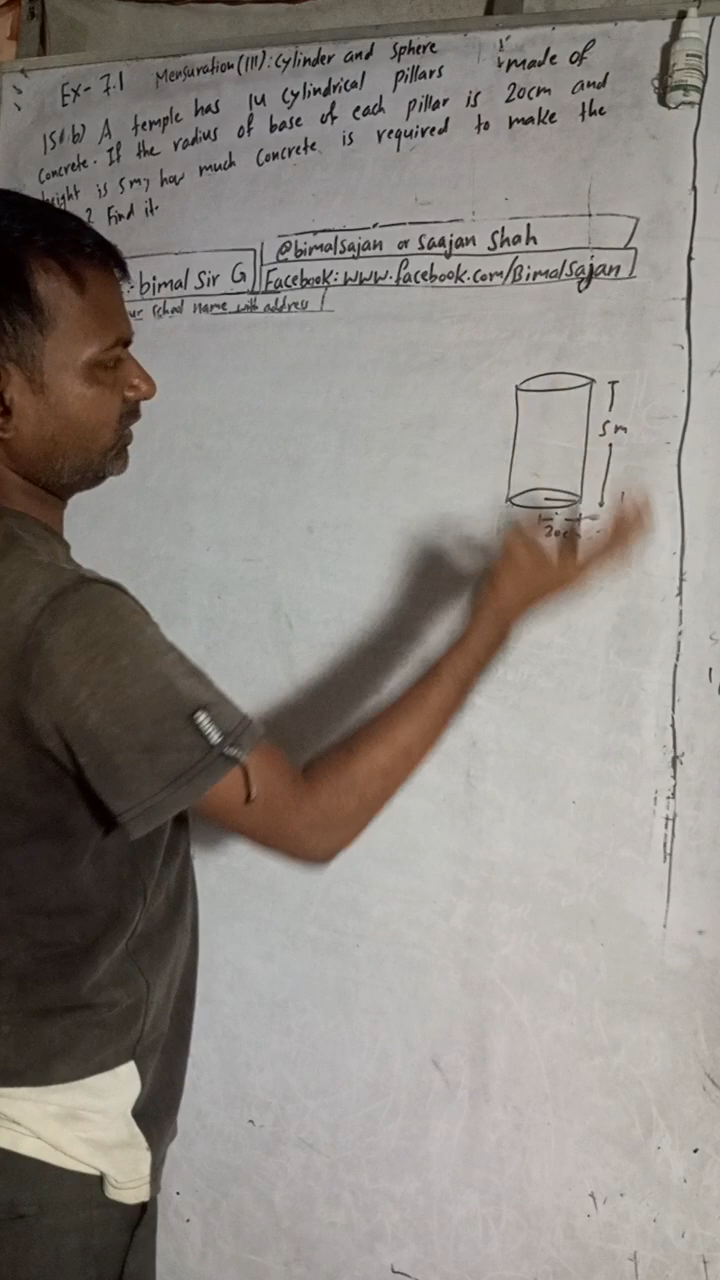 Ex- 7.1 Mensuration (III): Cylinder and sphere
15(b) A temple has 14 cylindrical pillars made of
Concrete. If the radius of base of each pillar is 20cm and
height is 5m, how much Concrete is required to make the
? Find it.
@bimalsajan or Saajan Shah
:-bimal Sir G
Facebook: www.facebook.com/Bimalsajan
school name with address
5m